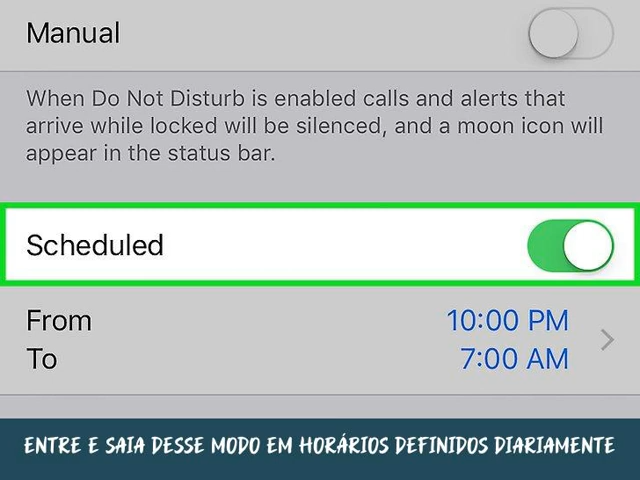 Manual
When Do Not Disturb is enabled calls and alerts that
arrive while locked will be silenced, and a moon icon will
appear in the status bar.
Scheduled
From 10:00 PM
To 7:00 AM
ENTRE E SAIA DESSE MODO EM HORÁRIOS DEFINIDOS DIARIAMENTE